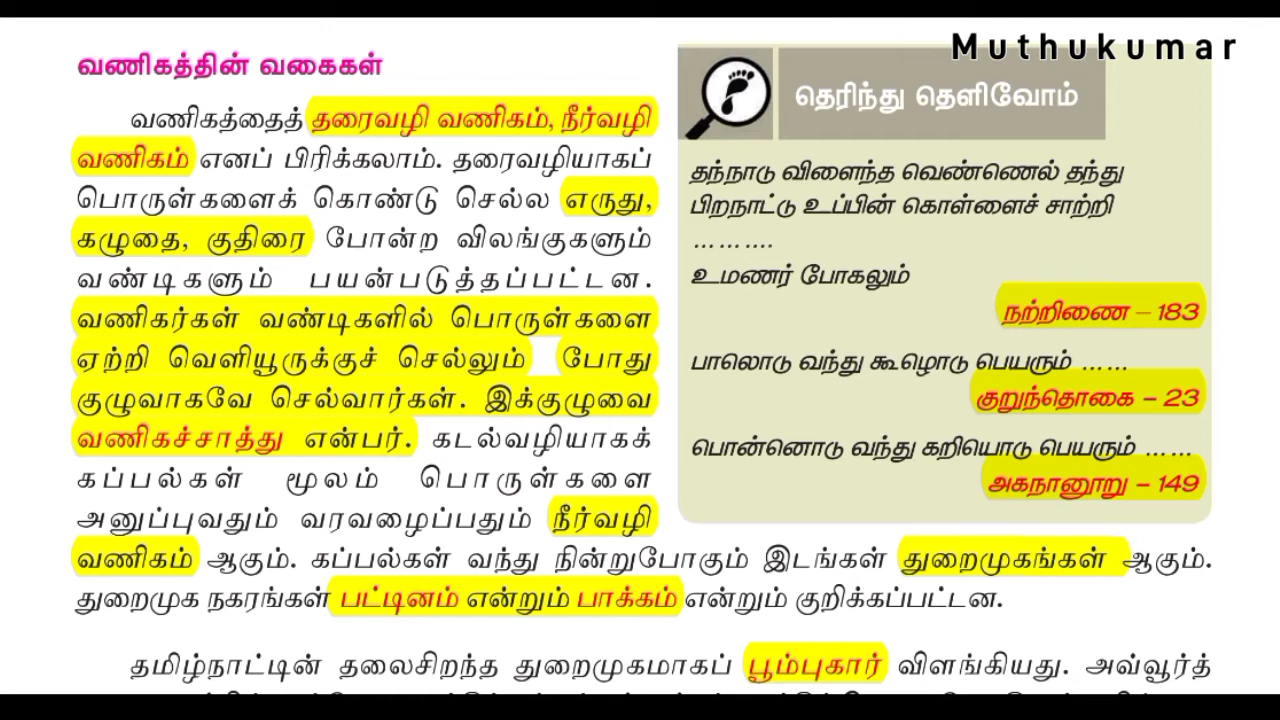 Muthukumar
வணிகத்தின் வகைகள்
வணிகத்தைத் தரைவழி வணிகம், நீர்வழி
வணிகம் எனப் பிரிக்கலாம். தரைவழியாகப்
பொருள்களைக் கொண்டு செல்ல எருது,
கழுதை, குதிரை போன்ற விலங்குகளும்
வண்டிகளும் பயன்படுத்தப்பட்டன.
வணிகர்கள் வண்டிகளில் பொருள்களை
ஏற்றி வெளியூருக்குச் செல்லும் போது
குழுவாகவே செல்வார்கள். இக்குழுவை
வணிகச்சாத்து என்பர். கடல்வழியாகக்
கப்பல்கள் மூலம் பொருள்களை
அனுப்புவதும் வரவழைப்பதும் நீர்வழி
வணிகம் ஆகும். கப்பல்கள் வந்து நின்றுபோகும் இடங்கள் துறைமுகங்கள் ஆகும்.
துறைமுக நகரங்கள் பட்டினம் என்றும் பாக்கம் என்றும் குறிக்கப்பட்டன.
தமிழ்நாட்டின் தலைசிறந்த துறைமுகமாகப் பூம்புகார் விளங்கியது. அவ்வூர்த்
தெரிந்து தெளிவோம்
தந்நாடு விளைந்த வெண்ணெல் தந்து
பிறநாட்டு உப்பின் கொள்ளைச் சாற்றி
... ... ....
உமணர் போகலும்
நற்றிணை – 183
பாலொடு வந்து கூழொடு பெயரும் ... ...
குறுந்தொகை – 23
பொன்னொடு வந்து கறியொடு பெயரும் ... ...
அகநானூறு – 149